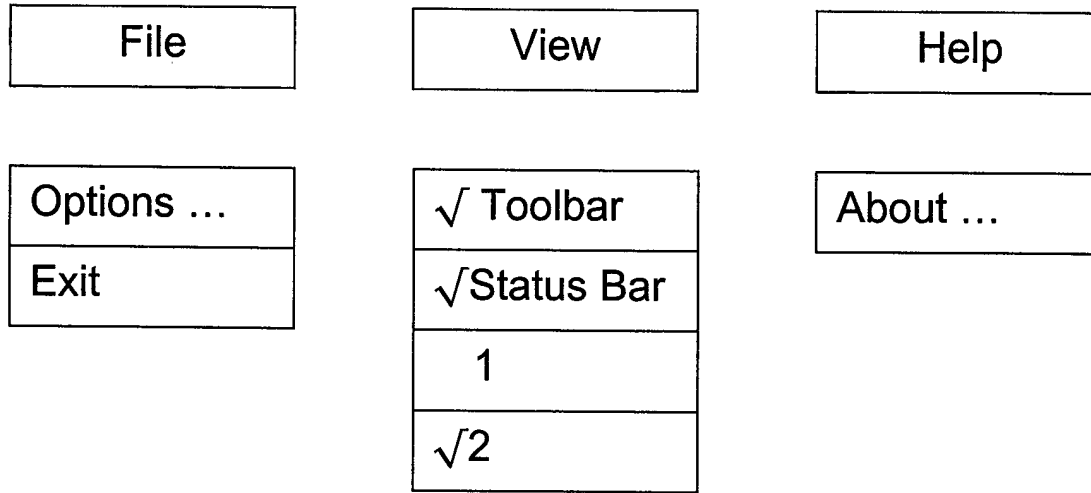 File
View
Help
Options ...
Exit
√ Toolbar
√Status Bar
1
√2
About ...